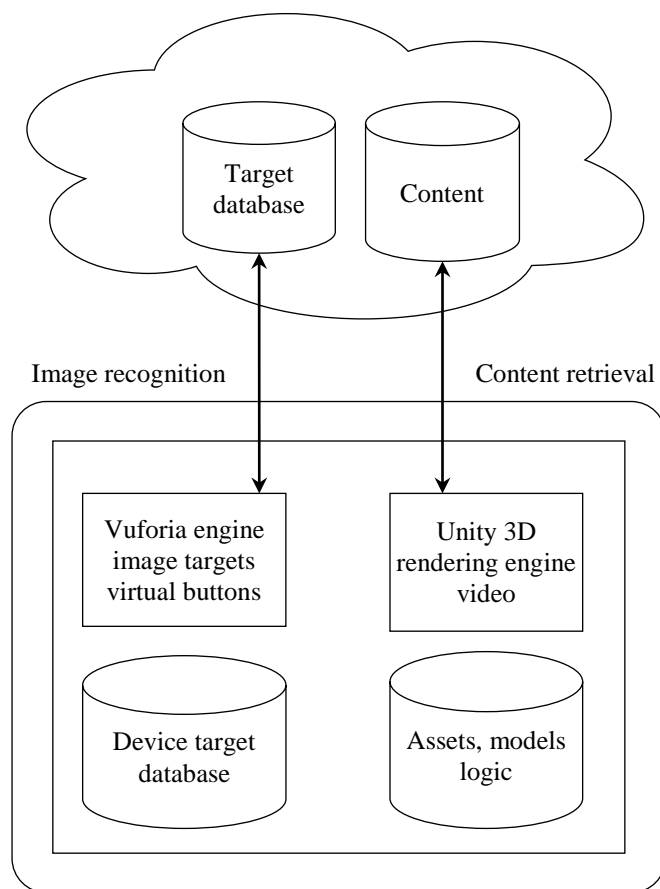 Target
database
Content
Image recognition
Content retrieval
Vuforia engine
image targets
virtual buttons
Unity 3D
rendering engine
video
Device target
database
Assets, models
logic